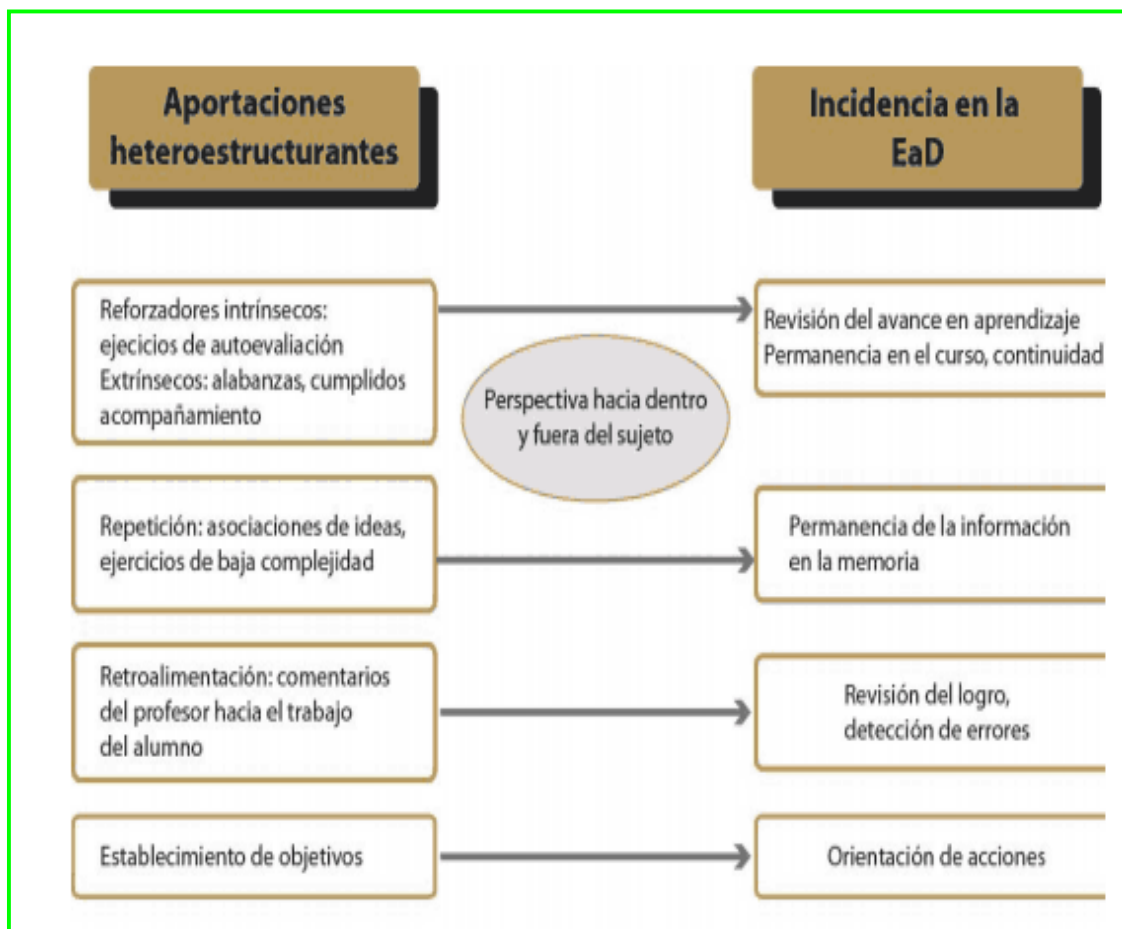 Aportaciones
heteroestructurantes
Incidencia en la
EaD
Reforzadores intrínsecos:
ejecicios de autoevaliación
Extrínsecos: alabanzas, cumplidos
acompañamiento
Revisión del avance en aprendizaje
Permanencia en el curso, continuidad
Perspectiva hacia dentro
y fuera del sujeto
Repetición: asociaciones de ideas,
ejercicios de baja complejidad
Permanencia de la información
en la memoria
Retroalimentación: comentarios
del profesor hacia el trabajo
del alumno
Revisión del logro,
detección de errores
Establecimiento de objetivos
Orientación de acciones